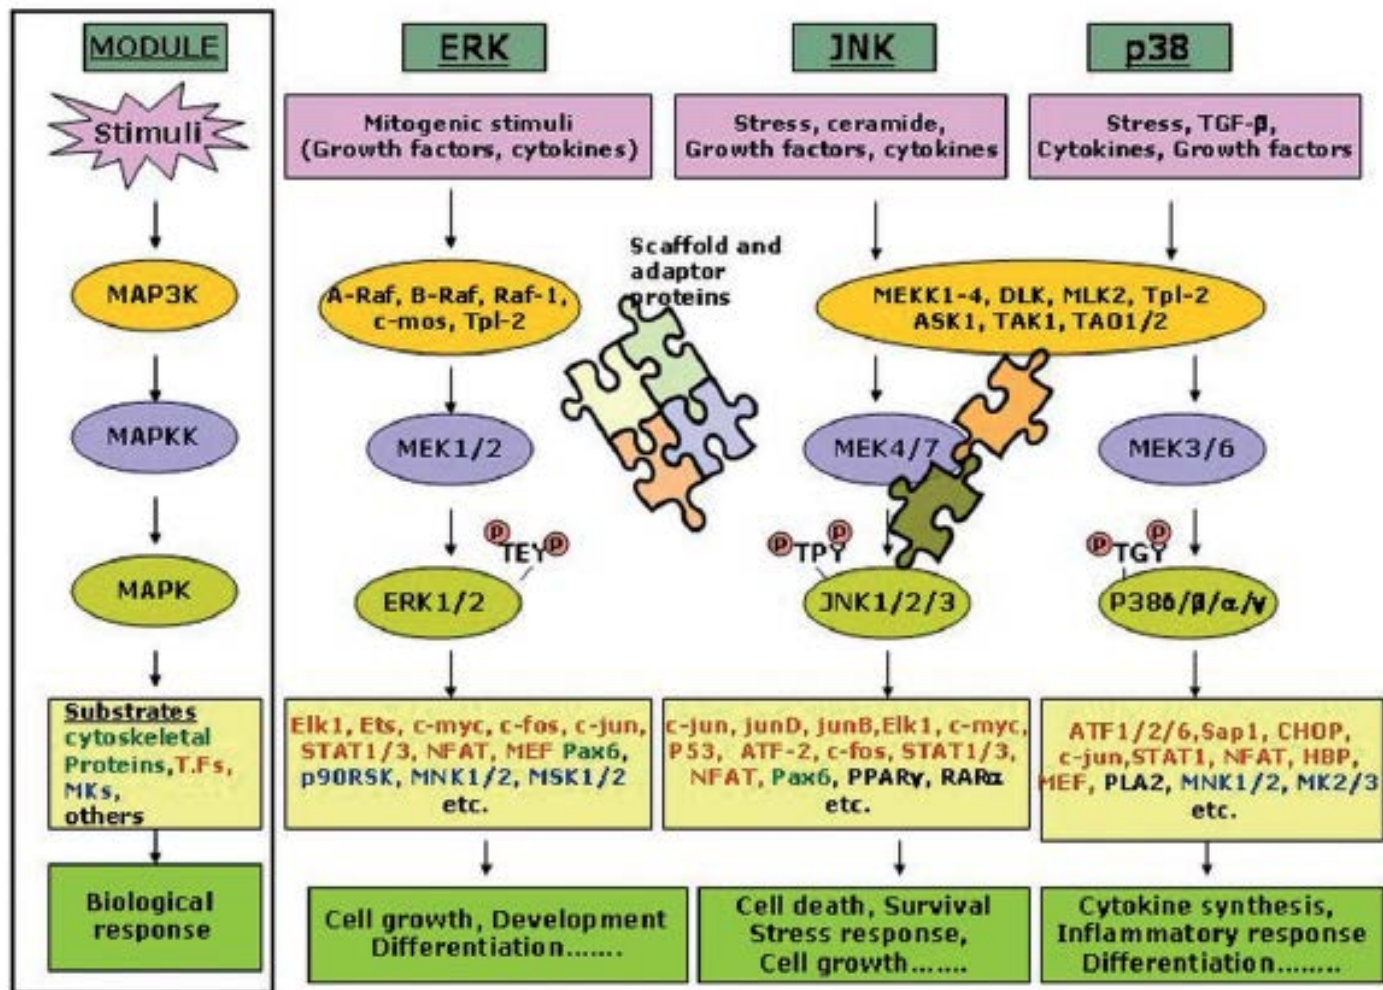 MODULE
Stimuli
MAP3K
MAPKK
MAPK
Substrates
cytoskeletal
Proteins,T.Fs,
MKs,
others
Biological
response
ERK
Mitogenic stimuli
(Growth factors, cytokines)
A-Raf, B-Raf, Raf-1,
c-mos, Tpl-2
MEK1/2
P
TEY
P
ERK1/2
Elk1, Ets, c-myc, c-fos, c-jun,
STAT1/3, NFAT, MEF Pax6,
p90RSK, MNK1/2, MSK1/2
etc.
Cell growth, Development
Differentiation.......
Scaffold and
adaptor
proteins
JNK
Stress, ceramide,
Growth factors, cytokines
MEKK1-4, DLK, MLK2, Tpl-2
ASK1, TAK1, TAO1/2
MEK4/7
P
TPY
P
JNK1/2/3
c-jun, junD, junB,Elk1, c-myc,
P53, ATF-2, c-fos, STAT1/3,
NFAT, Pax6, PPARγ, RARα
etc.
Cell death, Survival
Stress response,
Cell growth.......
p38
Stress, TGF-β,
Cytokines, Growth factors
MEK3/6
P
TGY
P
P38δ/β/α/γ
ATF1/2/6,Sap1, CHOP,
c-jun,STAT1, NFAT, HBP,
MEF, PLA2, MNK1/2, MK2/3
etc.
Cytokine synthesis,
Inflammatory response
Differentiation........